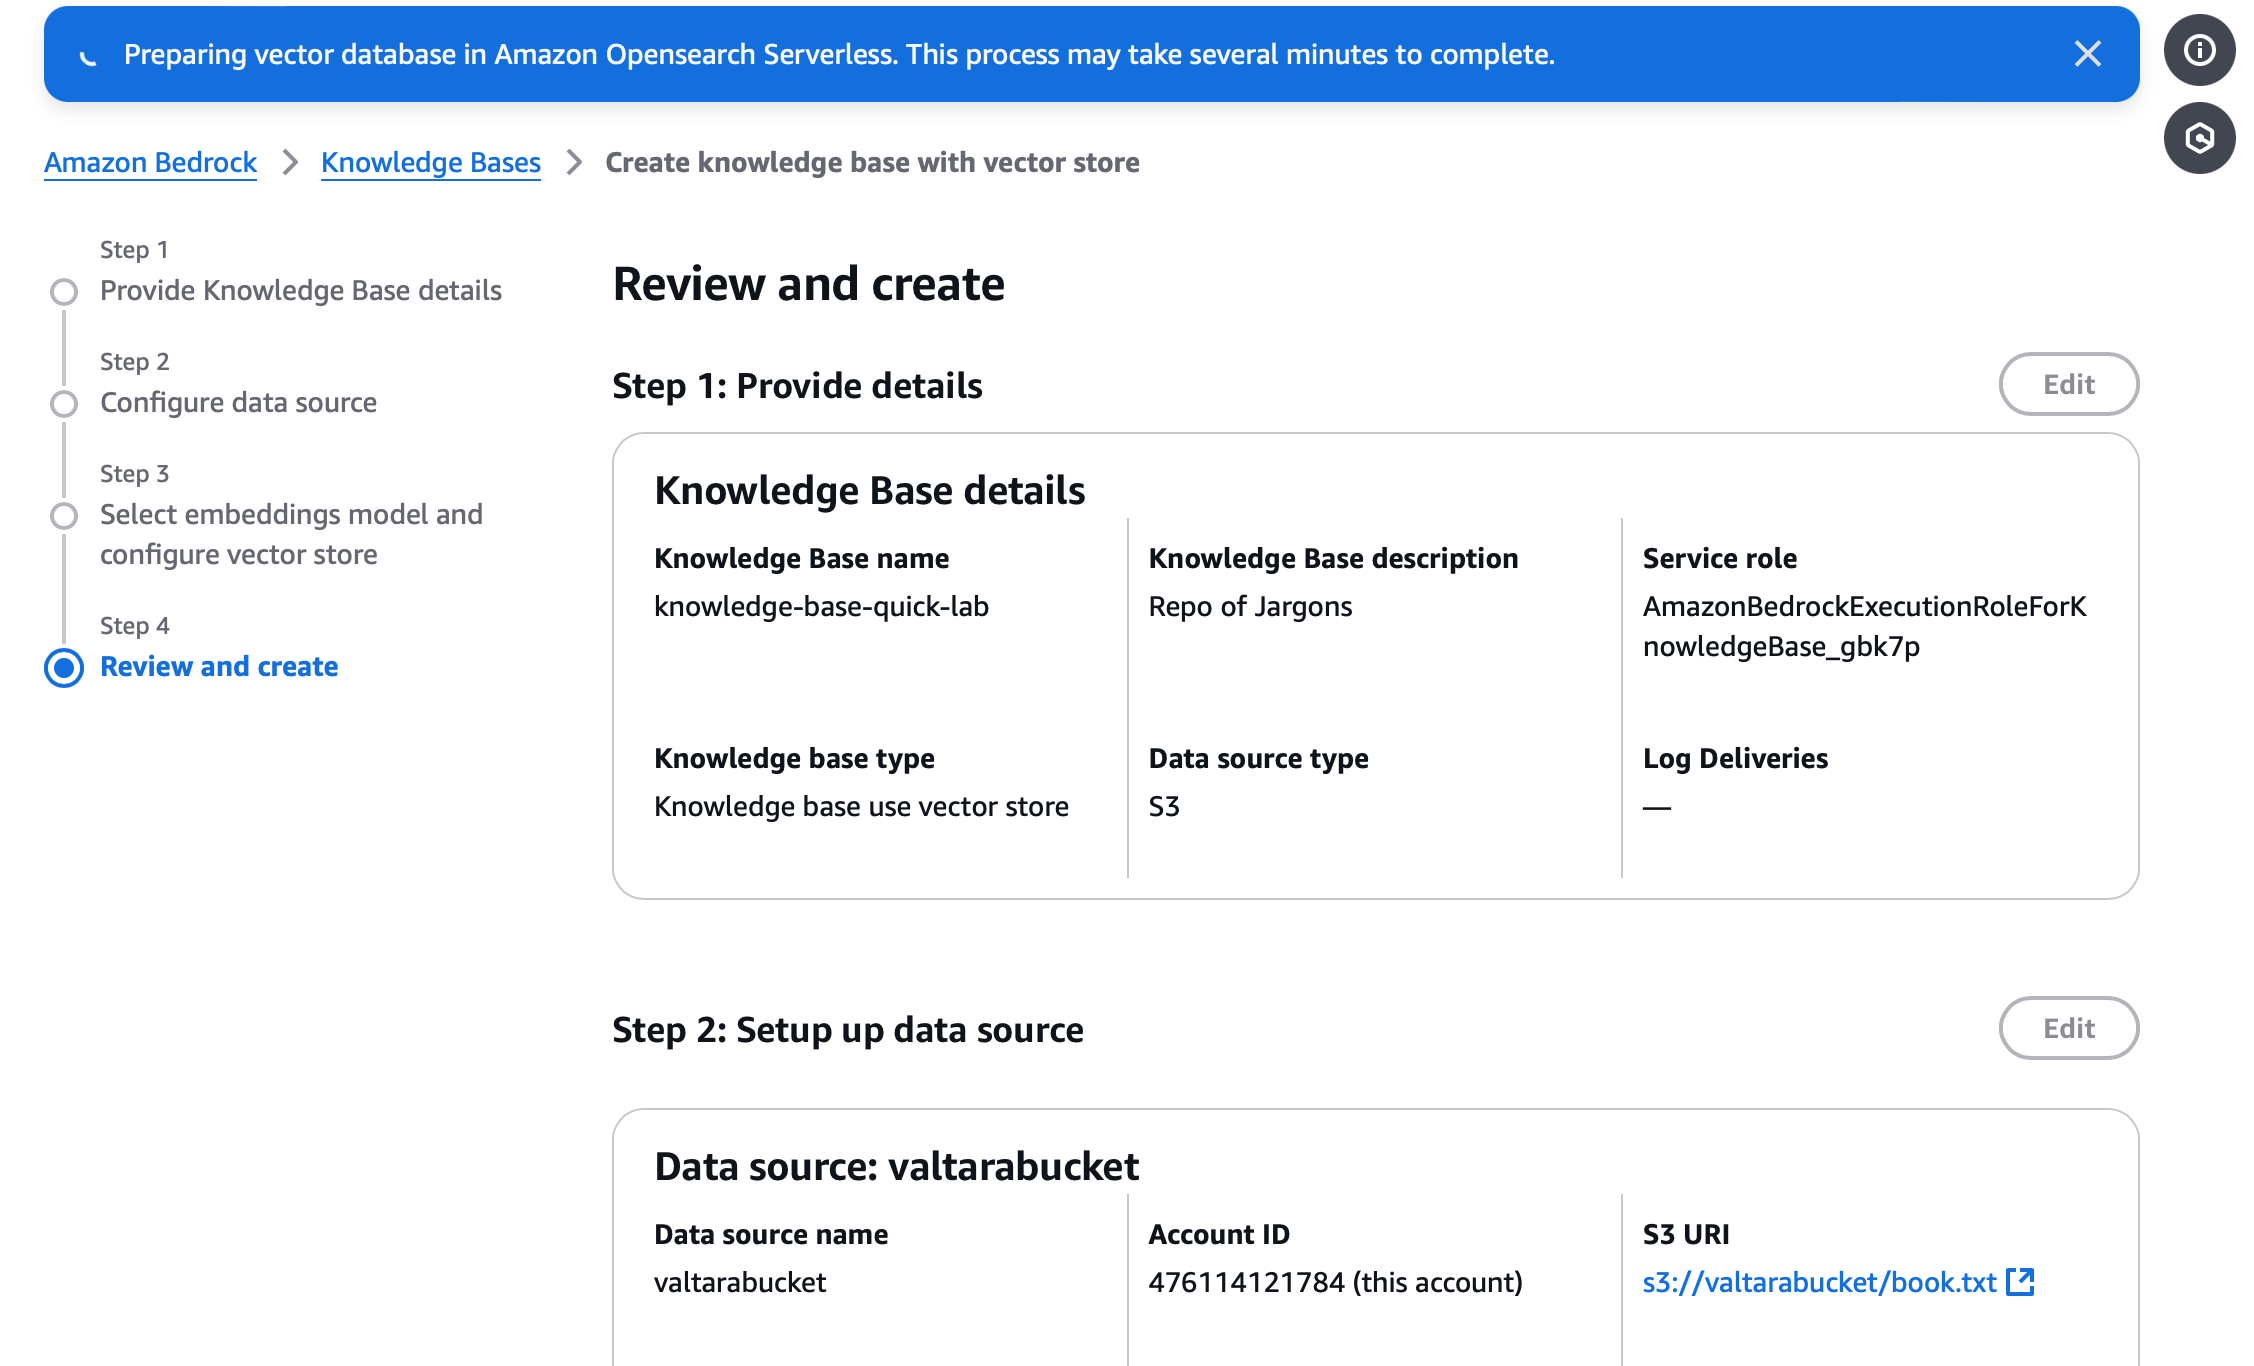 Preparing vector database in Amazon Opensearch Serverless. This process may take several minutes to complete.
Amazon Bedrock > Knowledge Bases > Create knowledge base with vector store
Step 1
Provide Knowledge Base details
Step 2
Configure data source
Step 3
Select embeddings model and
configure vector store
Step 4
Review and create
Review and create
Step 1: Provide details
Edit
Knowledge Base details
Knowledge Base name
knowledge-base-quick-lab
Knowledge Base description
Repo of Jargons
Service role
AmazonBedrockExecutionRoleForK
nowledgeBase_gbk7p
Knowledge base type
Knowledge base use vector store
Data source type
S3
Log Deliveries
—
Step 2: Setup up data source
Edit
Data source: valtarabucket
Data source name
valtarabucket
Account ID
476114121784 (this account)
S3 URI
s3://valtarabucket/book.txt